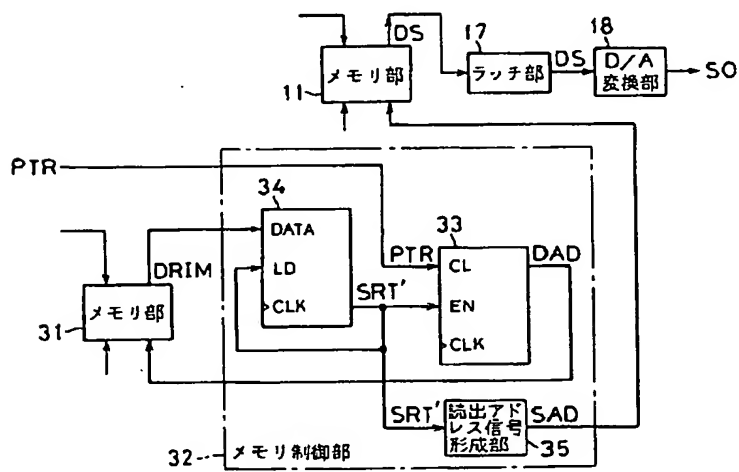 DS
17
18
メモリ部
11
ラッチ部
DS
D/A
変換部
SO
PTR
34
DATA
LD
CLK
DRIM
メモリ部
31
SRT'
PTR
33
CL
EN
CLK
DAD
SRT'
読出アド
レス信号
形成部
35
SAD
32
メモリ制御部